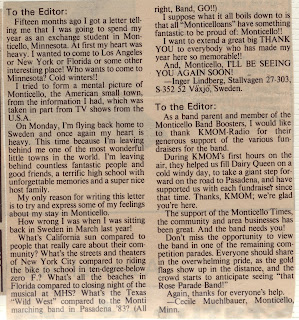 To the Editor:
Fifteen months ago I got a letter tell-
ing me that I was going to spend my
year as an exchange student in Mon-
ticello, Minnesota. At first my heart was
heavy. I wanted to come to Los Angeles
or New York or Florida or some other
interesting place! Who wants to come to
Minnesota? Cold winters!!
I tried to form a mental picture of
Monticello, the American small town,
from the information I had, which was
taken in part from TV shows from the
U.S.A.
On Monday, I'm flying back home to
Sweden and once again my heart is
heavy. This time because I'm leaving
behind me one of the most wonderful
little towns in the world. I'm leaving
behind countless fantastic people and
good friends, a terrific high school with
unforgettable memories and a super nice
host family.
My only reason for writing this letter
is to try and express some of my feelings
about my stay in Monticello.
How wrong I was when I was sitting
back in Sweden in March last year!
What's California sun compared to
people that really care about their com-
munity? What's the streets and theaters
of New York City compared to riding
the bike to school in ten-degree-below
zero F.? What's all the beaches in
Florida compared to closing night of the
musical at MHS? What's the Texas
"Wild West" compared to the Monti
marching band in Pasadena '83? (All
right, Band, GO!!)
I suppose what it all boils down to is
that all "Monticelloans" have something
fantastic to be proud of: Monticello!!
I want to extend a great big THANK
YOU to everybody who has made my
year here so memorable!!
And, Monticello, I'LL BE SEEING
YOU AGAIN SOON!
— Inger Lindberg, Stallvagen 27-303,
S 352 52 Växjö, Sweden.
To the Editor:
As a band parent and member of the
Monticello Band Boosters, I would like
to thank KMOM-Radio for their
generous support of the various fun-
draisers for the band.
During KMOM's first hours on the
air, they helped us fill Dairy Queen on a
cold windy day, to take a giant step for-
ward on the road to Pasadena, and have
supported us with each fundraiser since
that time. Thanks, KMOM; we're glad
you're here.
The support of the Monticello Times,
the community and area businesses has
been great. And the band needs you!
Don't miss the opportunity to view
the band in one of the remaining com-
petition parades. Everyone should share
in the overwhelming pride, as the gold
flags show up in the distance, and the
crowd starts to anticipate seeing "that
Rose Parade Band!"
Again, thanks for everyone's help.
—Cecile Muehlbauer, Monticello,
Minn.